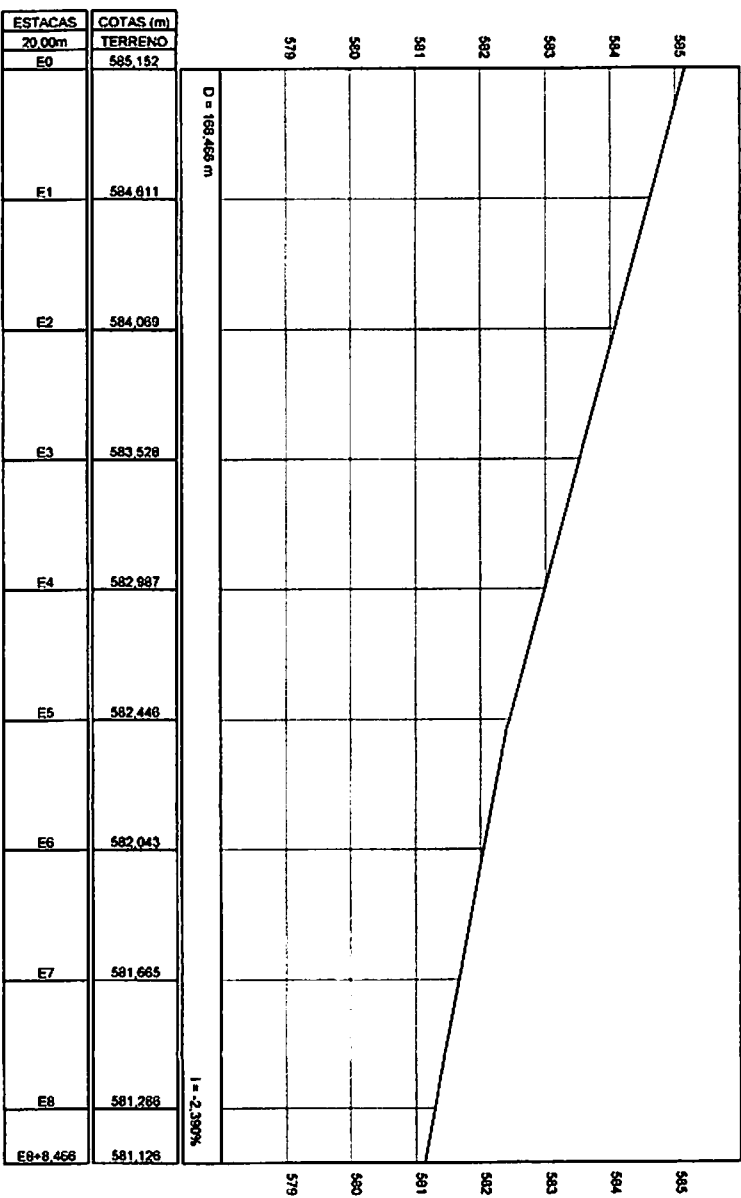 ESTACAS COTAS (m)
20,00m TERRENO
E0 585,152
E1 584,611
E2 584,069
E3 583,528
E4 582,987
E5 582,446
E6 582,043
E7 581,665
E8 581,266
E8+8,466 581,126
D = 168,466 m
i = -2,390%
579 580 581 582 583 584 585
579 580 581 582 583 584 585